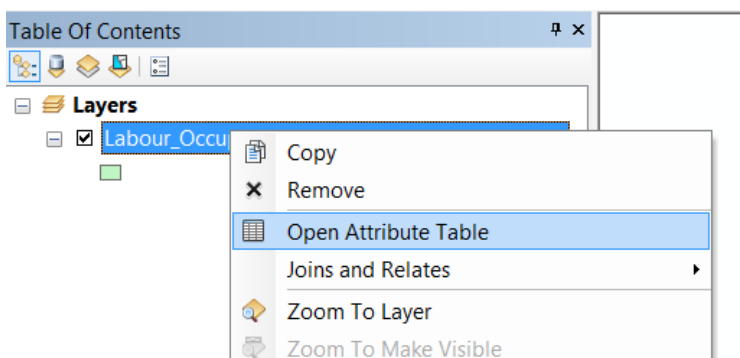 Table Of Contents
Layers
Labour_Occu
Copy
Remove
Open Attribute Table
Joins and Relates
Zoom To Layer
Zoom To Make Visible